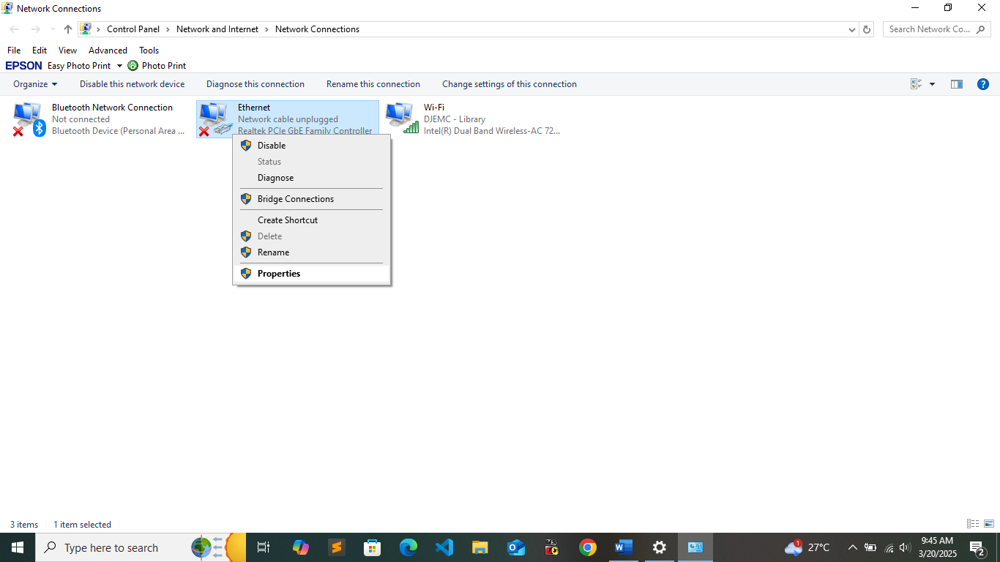 Network Connections
Control Panel > Network and Internet > Network Connections
Search Network Co...
File Edit View Advanced Tools
EPSON Easy Photo Print Photo Print
Organize Disable this network device Diagnose this connection Rename this connection Change settings of this connection
Bluetooth Network Connection
Not connected
Bluetooth Device (Personal Area ...
Ethernet
Network cable unplugged
Realtek PCIe GbE Family Controller
Wi-Fi
DJEMC - Library
Intel(R) Dual Band Wireless-AC 72...
Disable
Status
Diagnose
Bridge Connections
Create Shortcut
Delete
Rename
Properties
3 items 1 item selected
Type here to search
1
27°C
9:45 AM
3/20/2025
2